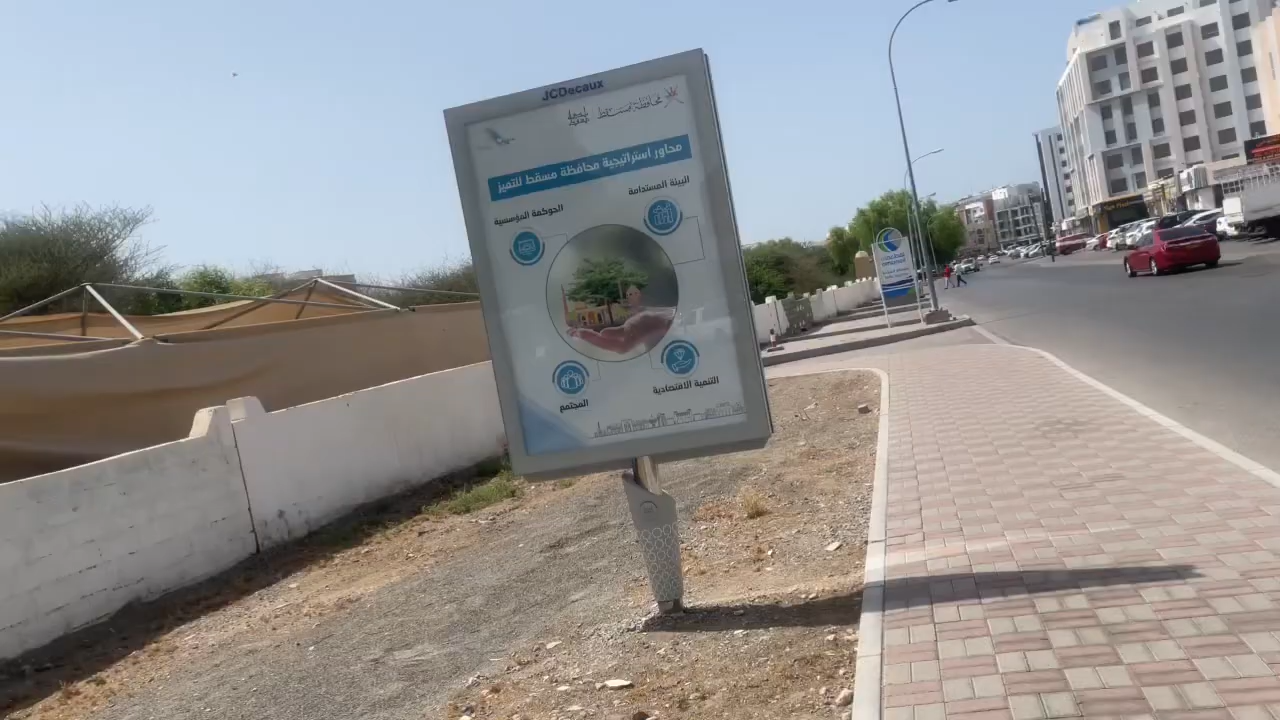 JCDecaux
محافظة مسقط
محاور استراتيجية محافظة مسقط للتميز
البيئة المستدامة
الحوكمة المؤسسية
التنمية الاقتصادية
المجتمع